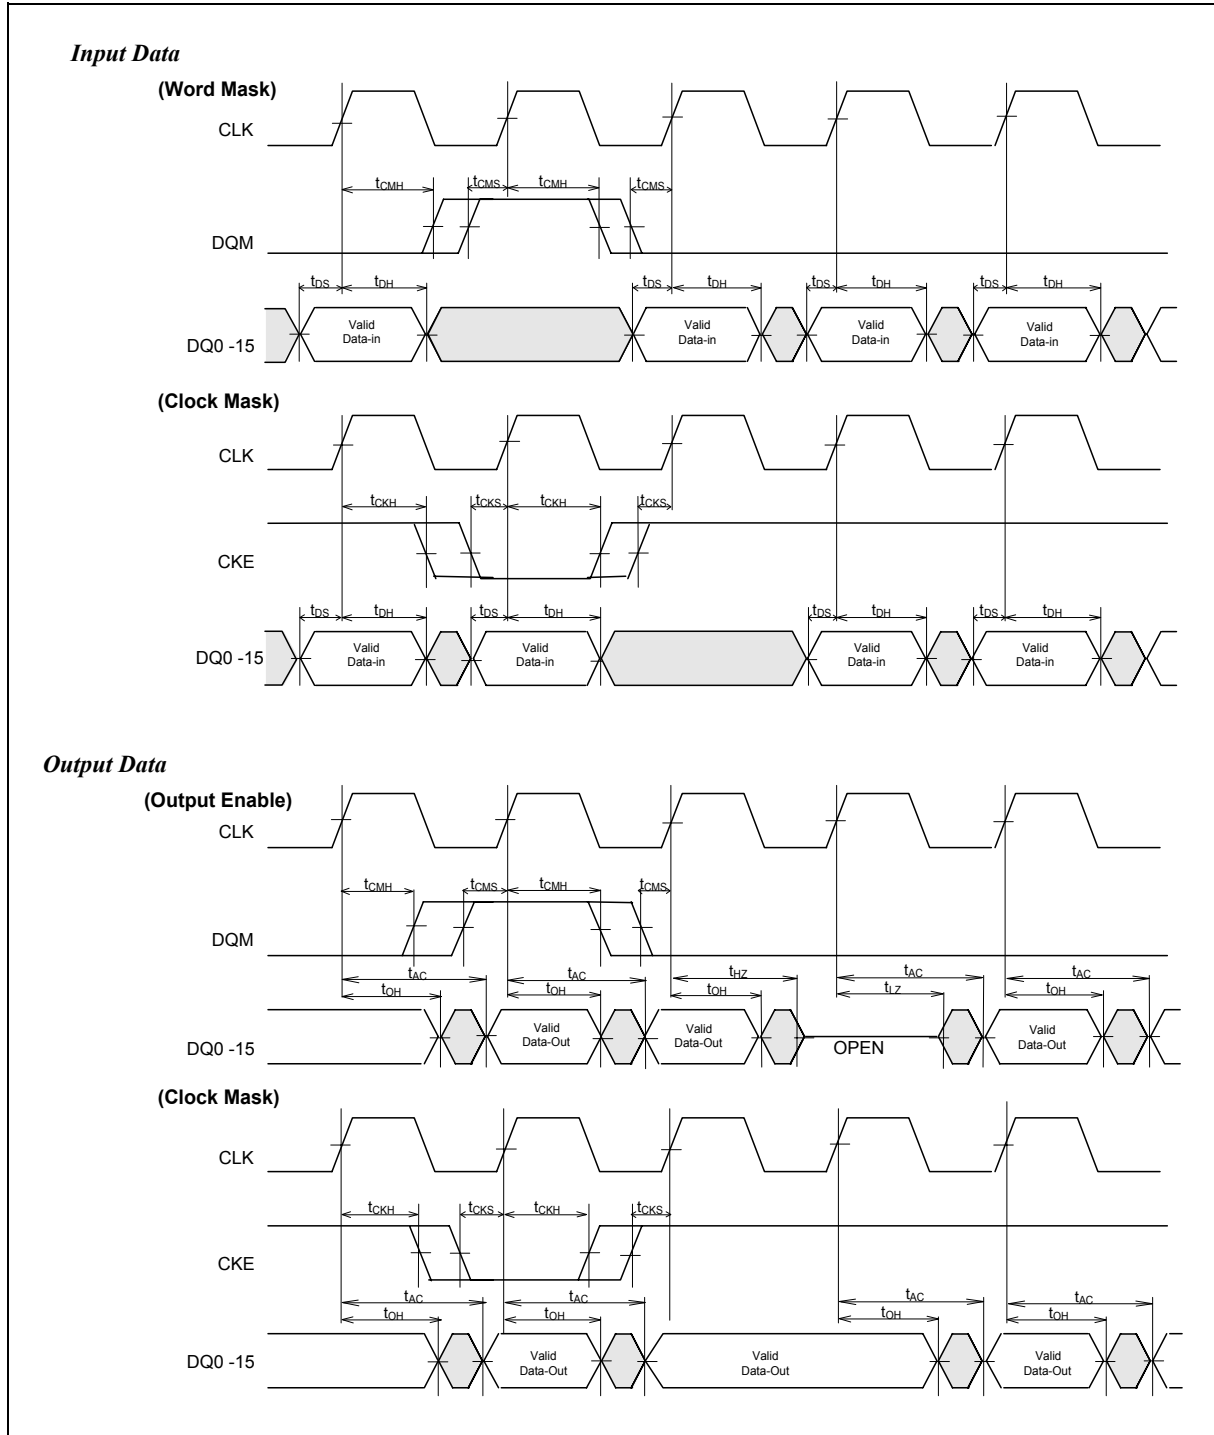 Input Data
(Word Mask)
CLK
tCMH tCMS tCMH tCMS
DQM
tDS tDH tDS tDH tDS tDH tDS tDH
DQ0 -15
Valid Data-in
Valid Data-in
Valid Data-in
Valid Data-in
(Clock Mask)
CLK
tCKH tCKS tCKH tCKS
CKE
tDS tDH tDS tDH tDS tDH tDS tDH
DQ0 -15
Valid Data-in
Valid Data-in
Valid Data-in
Valid Data-in
Output Data
(Output Enable)
CLK
tCMH tCMS tCMH tCMS
DQM
tAC tAC tHZ tAC tAC
tOH tOH tOH tLZ tOH
DQ0 -15
Valid Data-Out
Valid Data-Out
OPEN
Valid Data-Out
(Clock Mask)
CLK
tCKH tCKS tCKH tCKS
CKE
tAC tAC tAC tAC
tOH tOH tOH tOH
DQ0 -15
Valid Data-Out
Valid Data-Out
Valid Data-Out